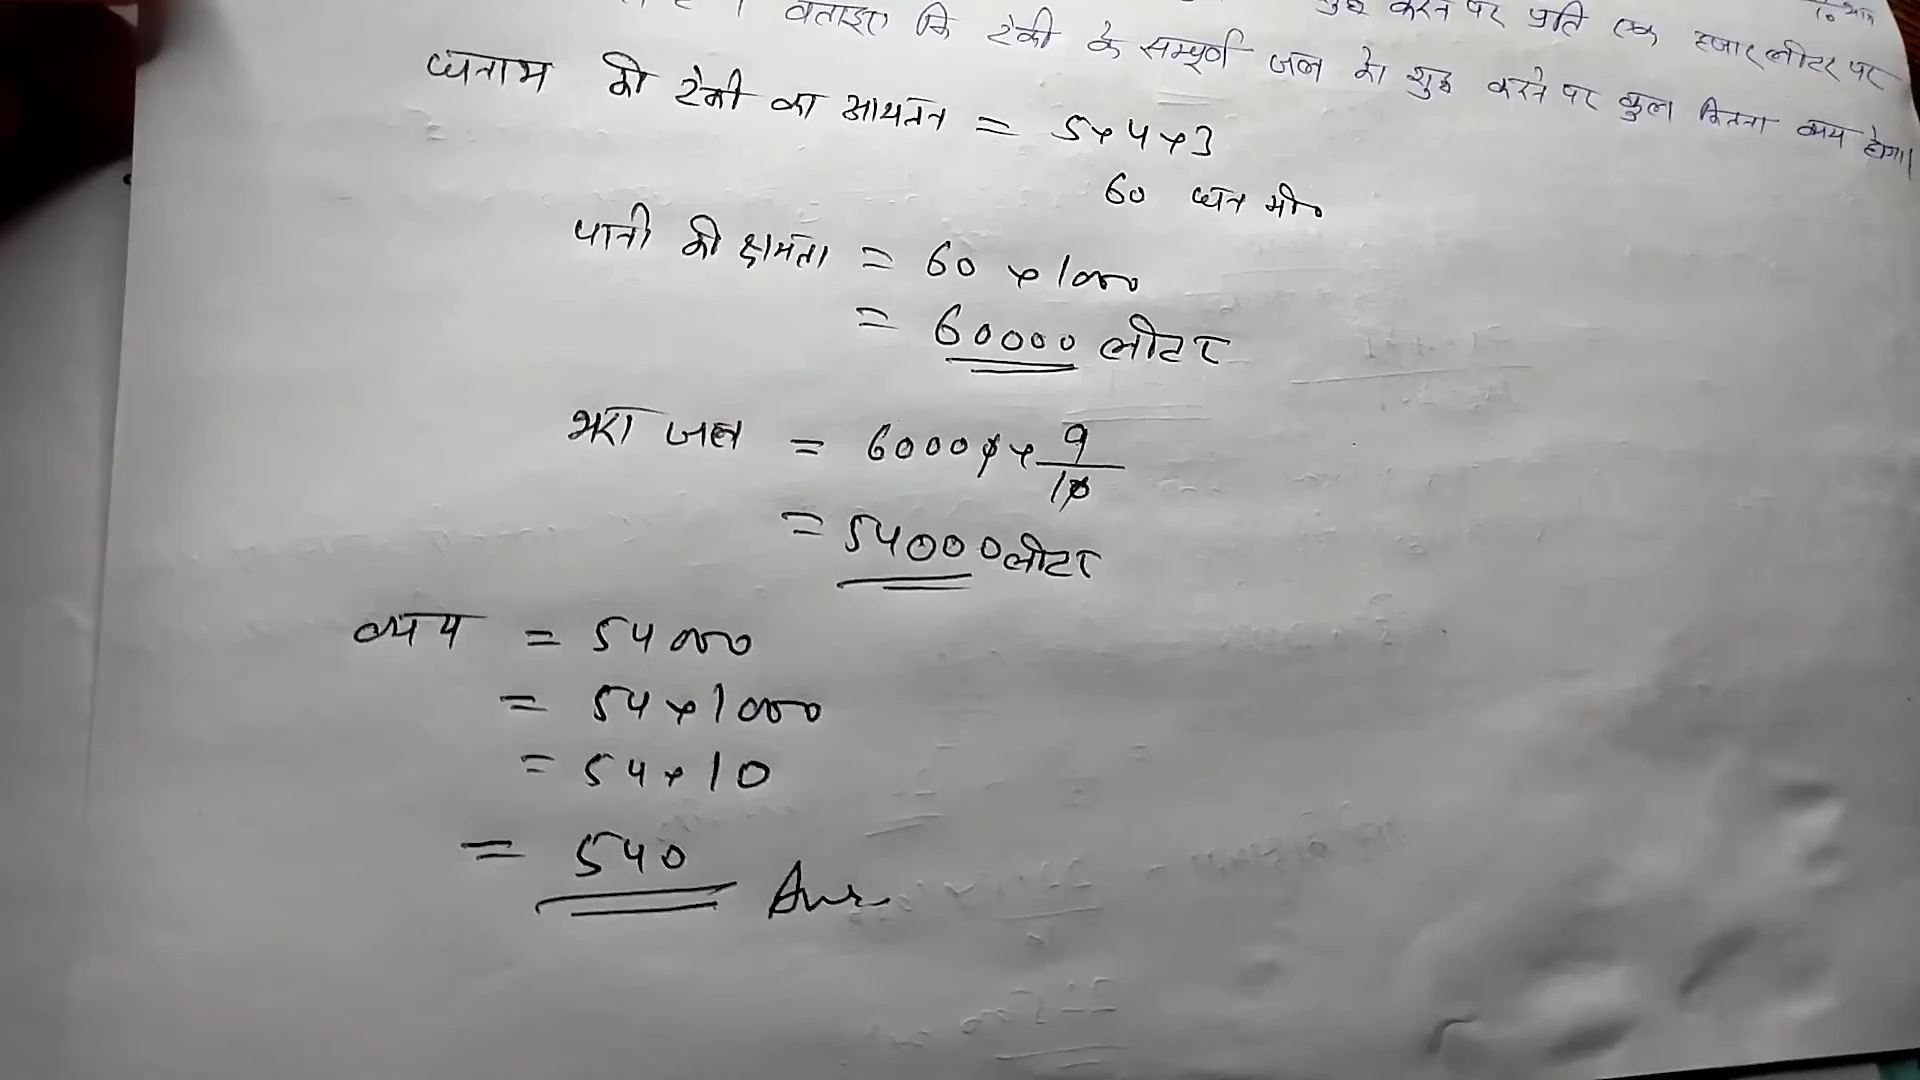 10 भाग
शुद्ध करने पर प्रति एक हजार लीटर पर
है । बताइए कि टंकी के सम्पूर्ण जल को शुद्ध करने पर कुल कितना व्यय होगा।
घनाभ की टंकी का आयतन = 5×4×3
60 घन मी०
पानी की क्षमता = 60 × 1000
= 60000 लीटर
भरा जल = 60000 × 9/10
= 54000 लीटर
व्यय = 54000
= 54×1000
= 54×10
= 540 Ans